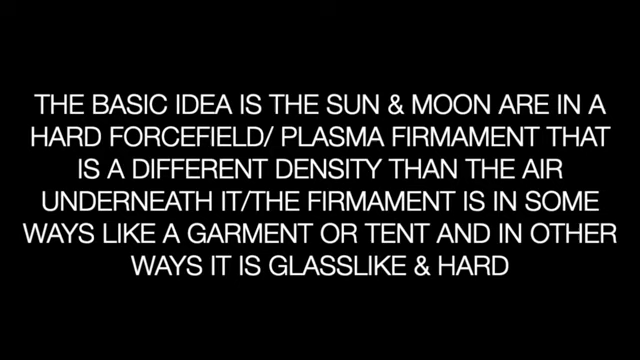 THE BASIC IDEA IS THE SUN & MOON ARE IN A
HARD FORCEFIELD/ PLASMA FIRMAMENT THAT
IS A DIFFERENT DENSITY THAN THE AIR
UNDERNEATH IT/THE FIRMAMENT IS IN SOME
WAYS LIKE A GARMENT OR TENT AND IN OTHER
WAYS IT IS GLASSLIKE & HARD